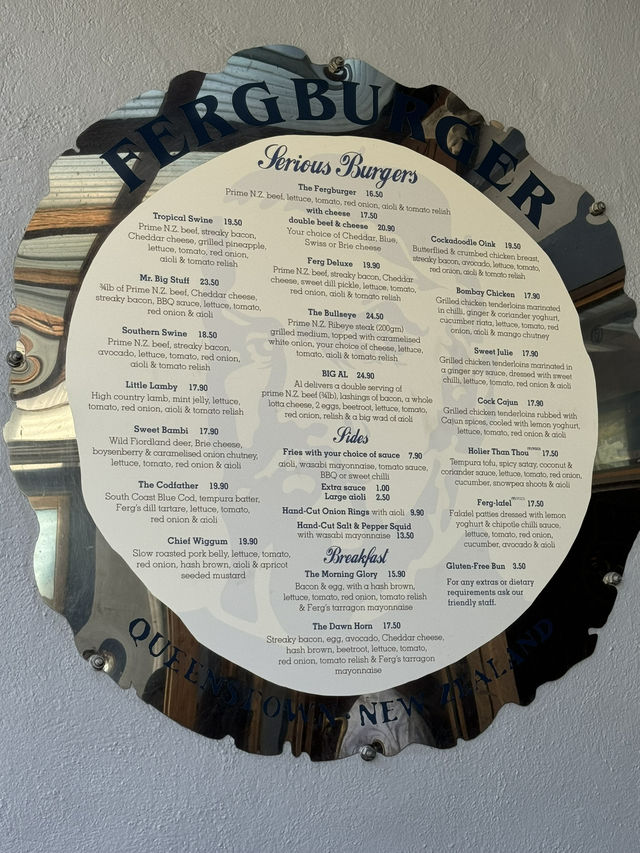 FERGBURGER
Serious Burgers
The Fergburger 16.50
Prime N.Z. beef, lettuce, tomato, red onion, aioli & tomato relish
with cheese 17.50
double beef & cheese 20.90
Your choice of Cheddar, Blue,
Swiss or Brie cheese
Tropical Swine 19.50
Prime N.Z. beef, streaky bacon,
Cheddar cheese, grilled pineapple,
lettuce, tomato, red onion,
aioli & tomato relish
Mr. Big Stuff 23.50
¾lb of Prime N.Z. beef, Cheddar cheese,
streaky bacon, BBQ sauce, lettuce, tomato,
red onion & aioli
Southern Swine 18.50
Prime N.Z. beef, streaky bacon,
avocado, lettuce, tomato, red onion,
aioli & tomato relish
Little Lamby 17.90
High country lamb, mint jelly, lettuce,
tomato, red onion, aioli & tomato relish
Sweet Bambi 17.90
Wild Fiordland deer, Brie cheese,
boysenberry & caramelised onion chutney,
lettuce, tomato, red onion & aioli
The Codfather 19.90
South Coast Blue Cod, tempura batter,
Ferg's dill tartare, lettuce, tomato,
red onion & aioli
Chief Wiggum 19.90
Slow roasted pork belly, lettuce, tomato,
red onion, hash brown, aioli & apricot
seeded mustard
Ferg Deluxe 19.90
Prime N.Z. beef, streaky bacon, Cheddar
cheese, sweet dill pickle, lettuce, tomato,
red onion, aioli & tomato relish
The Bullseye 24.50
Prime N.Z. Ribeye steak (200gm)
grilled medium, topped with caramelised
white onion, your choice of cheese, lettuce,
tomato, aioli & tomato relish
BIG AL 24.90
Al delivers a double serving of
prime N.Z. beef (¾lb), lashings of bacon, a whole
lotta cheese, 2 eggs, beetroot, lettuce, tomato,
red onion, relish & a big wad of aioli
Sides
Fries with your choice of sauce 7.90
aioli, wasabi mayonnaise, tomato sauce,
BBQ or sweet chilli
Extra sauce 1.00
Large aioli 2.50
Hand-Cut Onion Rings with aioli 9.90
Hand-Cut Salt & Pepper Squid
with wasabi mayonnaise 13.50
Breakfast
The Morning Glory 15.90
Bacon & egg, with a hash brown,
lettuce, tomato, red onion, tomato relish
& Ferg's tarragon mayonnaise
The Dawn Horn 17.50
Streaky bacon, egg, avocado, Cheddar cheese,
hash brown, beetroot, lettuce, tomato,
red onion, tomato relish & Ferg's tarragon
mayonnaise
Cockadoodle Oink 19.50
Butterflied & crumbed chicken breast,
streaky bacon, avocado, lettuce, tomato,
red onion, aioli & tomato relish
Bombay Chicken 17.90
Grilled chicken tenderloins marinated
in chilli, ginger & coriander yoghurt,
cucumber riata, lettuce, tomato, red
onion, aioli & mango chutney
Sweet Julie 17.90
Grilled chicken tenderloins marinated in
a ginger soy sauce, dressed with sweet
chilli, lettuce, tomato, red onion & aioli
Cock Cajun 17.90
Grilled chicken tenderloins rubbed with
Cajun spices, cooled with lemon yoghurt,
lettuce, tomato, red onion & aioli
Holier Than Thou 17.50
Tempura tofu, spicy satay, coconut &
coriander sauce, lettuce, tomato, red onion,
cucumber, snowpea shoots & aioli
Ferg-lafel 17.50
Falafel patties dressed with lemon
yoghurt & chipotle chilli sauce,
lettuce, tomato, red onion,
cucumber, avocado & aioli
Gluten-Free Bun 3.50
For any extras or dietary
requirements ask our
friendly staff.
QUEENSTOWN · NEW ZEALAND